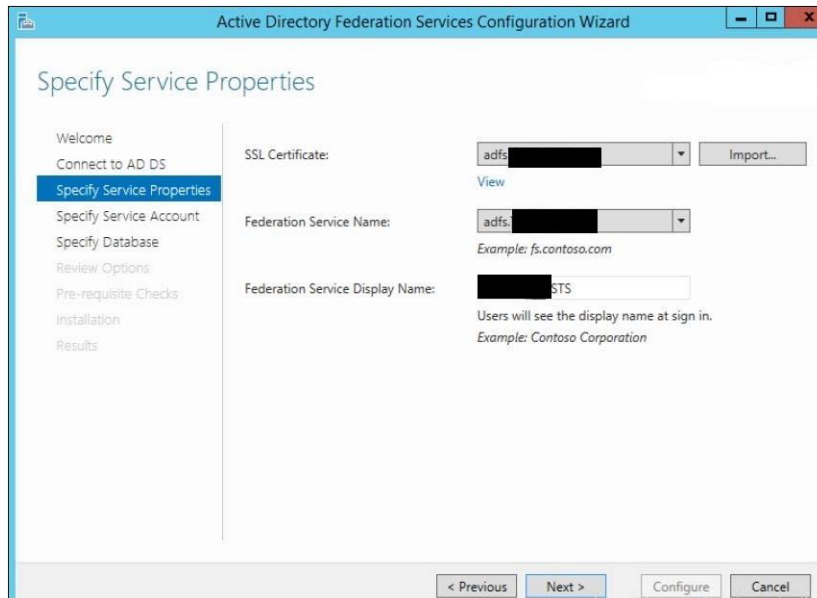 Active Directory Federation Services Configuration Wizard
Specify Service Properties
Welcome
Connect to AD DS
Specify Service Properties
Specify Service Account
Specify Database
Review Options
Pre-requisite Checks
Installation
Results
SSL Certificate:
adfs
Import...
View
Federation Service Name:
adfs.
Example: fs.contoso.com
Federation Service Display Name:
STS
Users will see the display name at sign in.
Example: Contoso Corporation
< Previous
Next >
Configure
Cancel